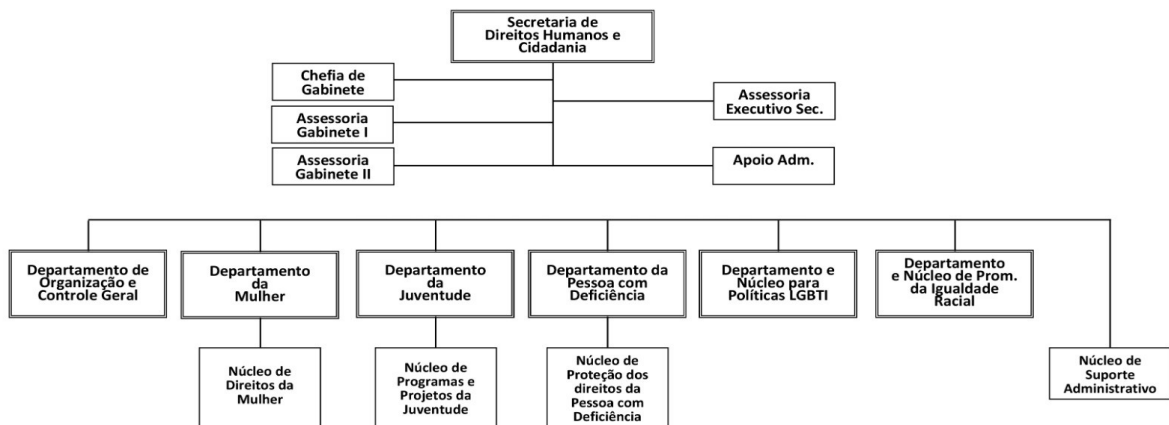 Secretaria de
Direitos Humanos e
Cidadania
Chefia de
Gabinete
Assessoria
Executivo Sec.
Assessoria
Gabinete I
Assessoria
Gabinete II
Apoio Adm.
Departamento de
Organização e
Controle Geral
Departamento
da
Mulher
Departamento
da
Juventude
Departamento da
Pessoa com
Deficiência
Departamento e
Núcleo para
Políticas LGBTI
Departamento
e Núcleo de Prom.
da Igualdade
Racial
Núcleo de
Direitos da
Mulher
Núcleo de
Programas e
Projetos da
Juventude
Núcleo de
Proteção dos
direitos da
Pessoa com
Deficiência
Núcleo de
Suporte
Administrativo